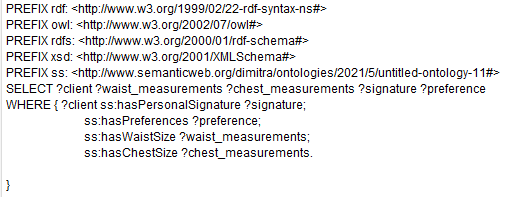 PREFIX rdf: <http://www.w3.org/1999/02/22-rdf-syntax-ns#>
PREFIX owl: <http://www.w3.org/2002/07/owl#>
PREFIX rdfs: <http://www.w3.org/2000/01/rdf-schema#>
PREFIX xsd: <http://www.w3.org/2001/XMLSchema#>
PREFIX ss: <http://www.semanticweb.org/dimitra/ontologies/2021/5/untitled-ontology-11#>
SELECT ?client ?waist_measurements ?chest_measurements ?signature ?preference
WHERE { ?client ss:hasPersonalSignature ?signature;
ss:hasPreferences ?preference;
ss:hasWaistSize ?waist_measurements;
ss:hasChestSize ?chest_measurements.
}